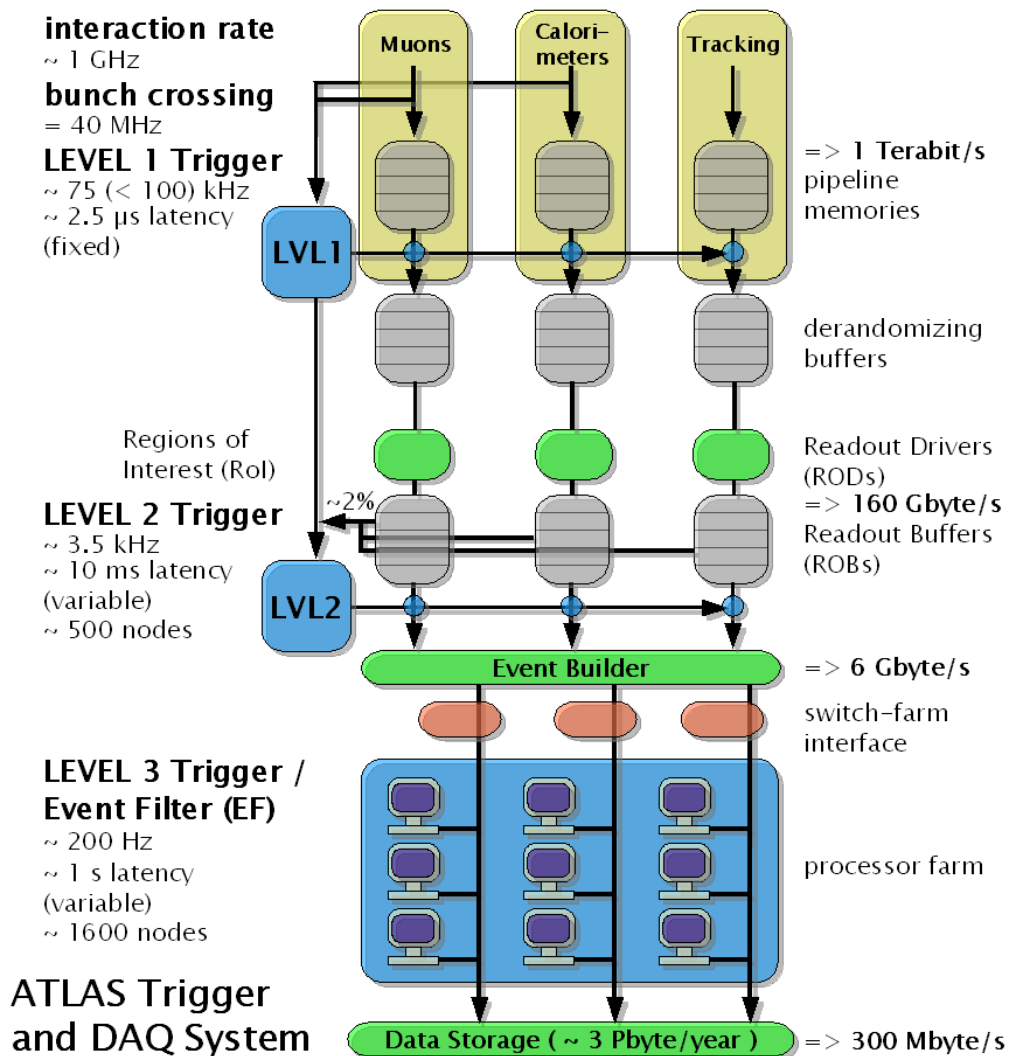 interaction rate
~ 1 GHz
bunch crossing
= 40 MHz
LEVEL 1 Trigger
~ 75 (< 100) kHz
~ 2.5 μs latency
(fixed)
Muons
Calori-
meters
Tracking
=> 1 Terabit/s
pipeline
memories
LVL1
derandomizing
buffers
Regions of
Interest (RoI)
Readout Drivers
(RODs)
~2%
=> 160 Gbyte/s
Readout Buffers
(ROBs)
LEVEL 2 Trigger
~ 3.5 kHz
~ 10 ms latency
(variable)
~ 500 nodes
LVL2
Event Builder
=> 6 Gbyte/s
switch-farm
interface
LEVEL 3 Trigger /
Event Filter (EF)
~ 200 Hz
~ 1 s latency
(variable)
~ 1600 nodes
processor farm
ATLAS Trigger
and DAQ System
Data Storage ( ~ 3 Pbyte/year )
=> 300 Mbyte/s